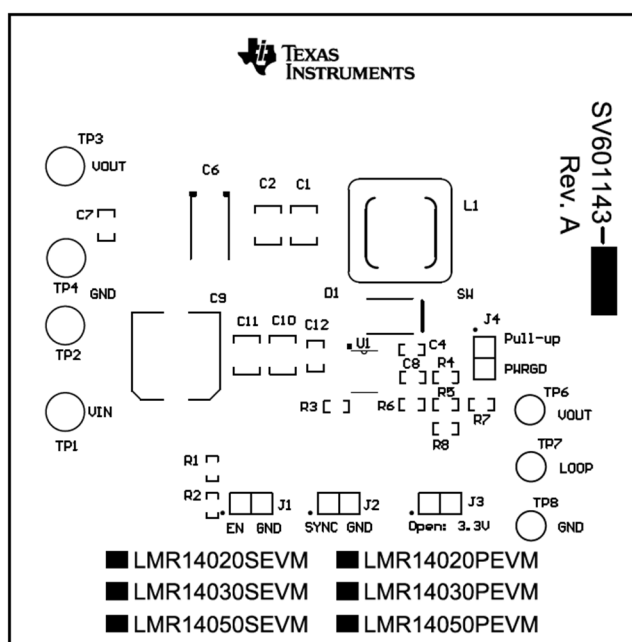 TEXAS
INSTRUMENTS
SV601143-
Rev. A
TP3
VOUT
C7
C6
C2
C1
L1
TP4
GND
TP2
C9
D1
SW
C11
C10
C12
U1
C4
J4
Pull-up
PWRGD
C8
R4
R5
R3
R6
R7
R8
VIN
TP1
TP6
VOUT
TP7
LOOP
TP8
GND
R1
R2
J1
EN GND
J2
SYNC GND
J3
Open: 3.3V
LMR14020SEVM
LMR14020PEVM
LMR14030SEVM
LMR14030PEVM
LMR14050SEVM
LMR14050PEVM